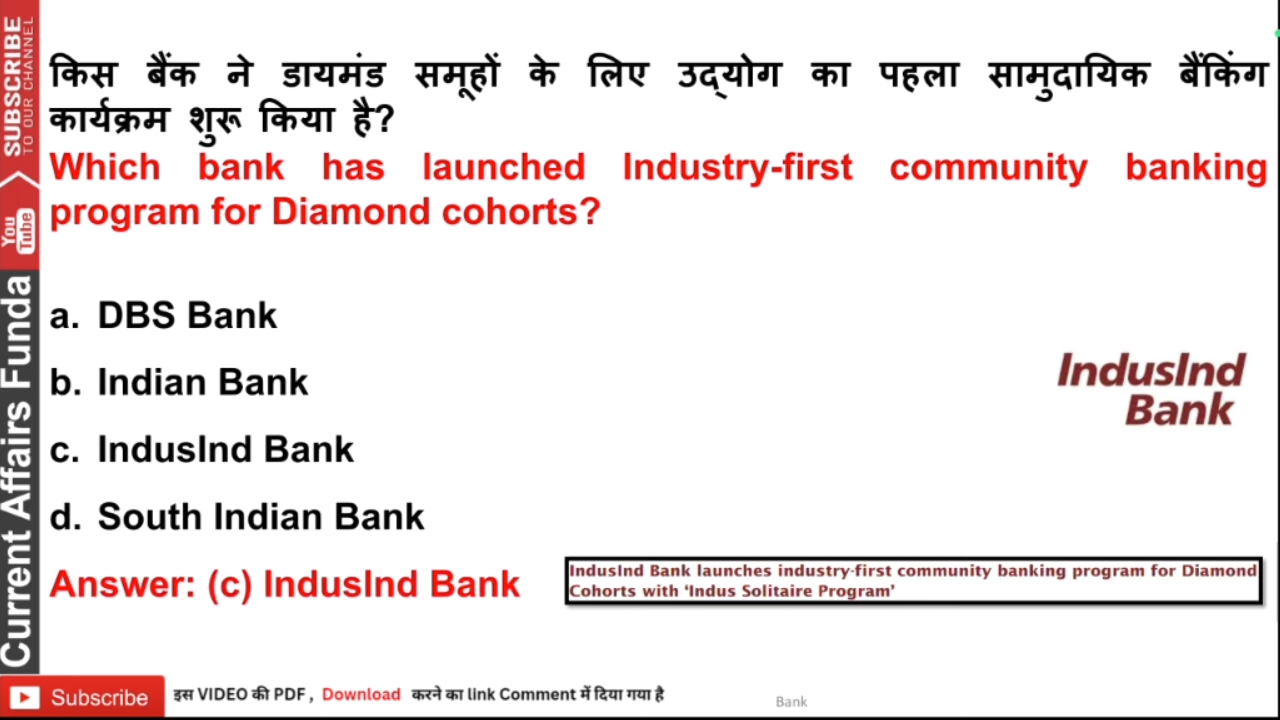 किस बैंक ने डायमंड समूहों के लिए उद्योग का पहला सामुदायिक बैंकिंग
कार्यक्रम शुरू किया है?
Which bank has launched Industry-first community banking
program for Diamond cohorts?
a. DBS Bank
b. Indian Bank
c. IndusInd Bank
d. South Indian Bank
Answer: (c) IndusInd Bank
IndusInd
Bank
IndusInd Bank launches industry-first community banking program for Diamond
Cohorts with ‘Indus Solitaire Program’
SUBSCRIBE
TO OUR CHANNEL
You
Tube
Current Affairs Funda
Subscribe
इस VIDEO की PDF , Download करने का link Comment में दिया गया है
Bank